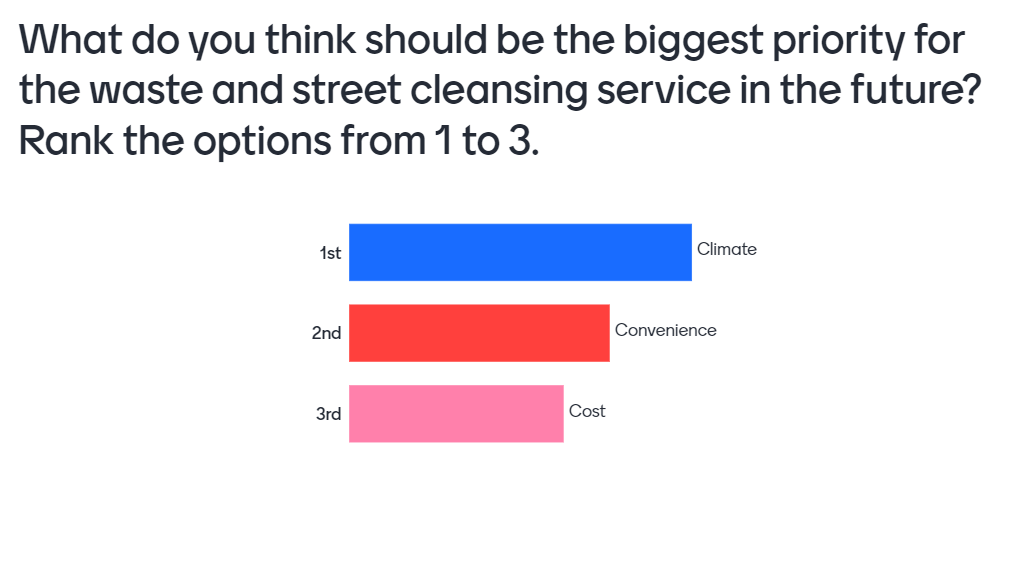 What do you think should be the biggest priority for
the waste and street cleansing service in the future?
Rank the options from 1 to 3.
1st Climate
2nd Convenience
3rd Cost